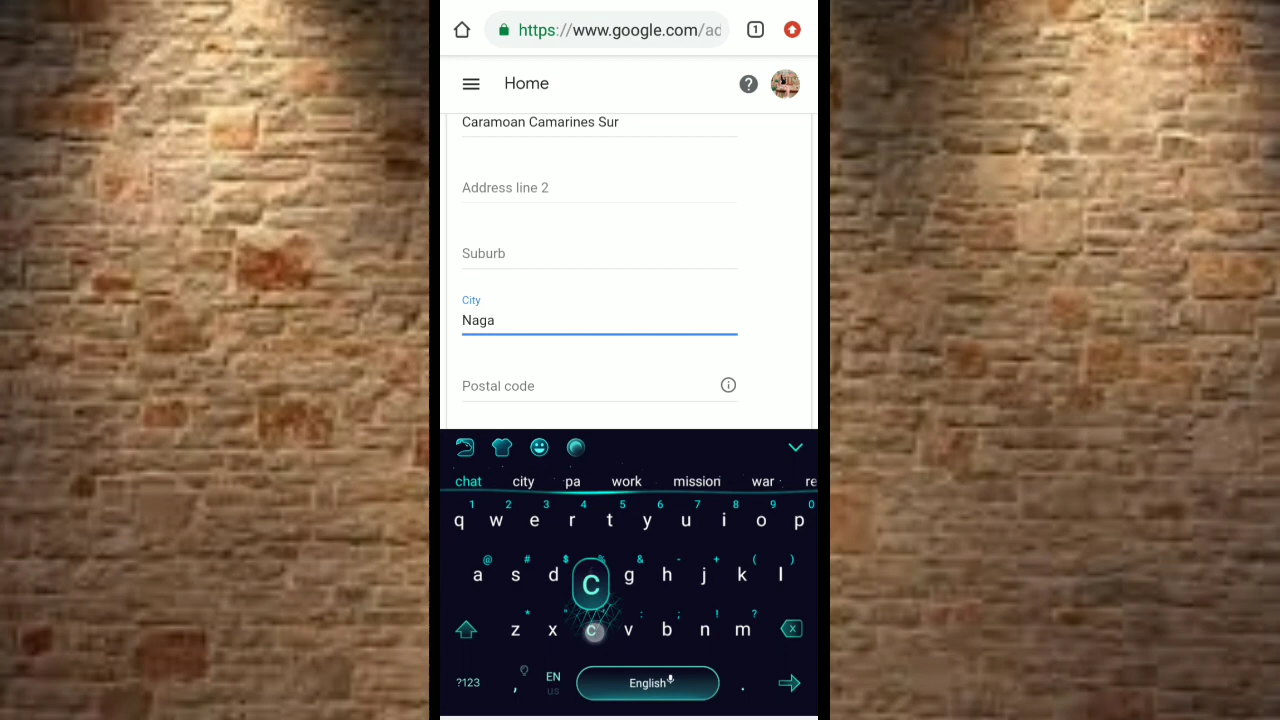 https://www.google.com/ad
1
Home
Caramoan Camarines Sur
Address line 2
Suburb
City
Naga
Postal code
chat city pa work mission war re
1 2 3 4 5 6 7 8 9 0
q w e r t y u i o p
@ # $ % & - + ( )
a s d C g h j k l
* " ' : ; ! ?
z x c v b n m
?123 , EN English .
us